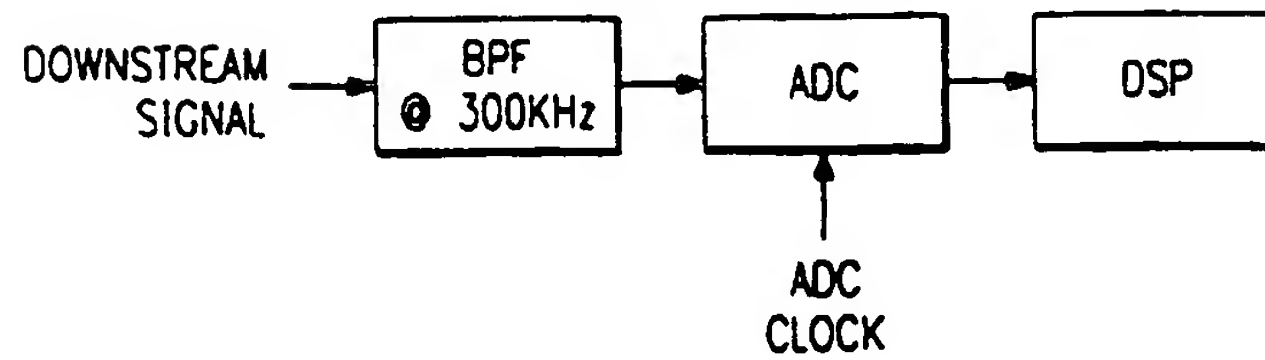 DOWNSTREAM
SIGNAL
BPF
@ 300KHz
ADC
DSP
ADC
CLOCK